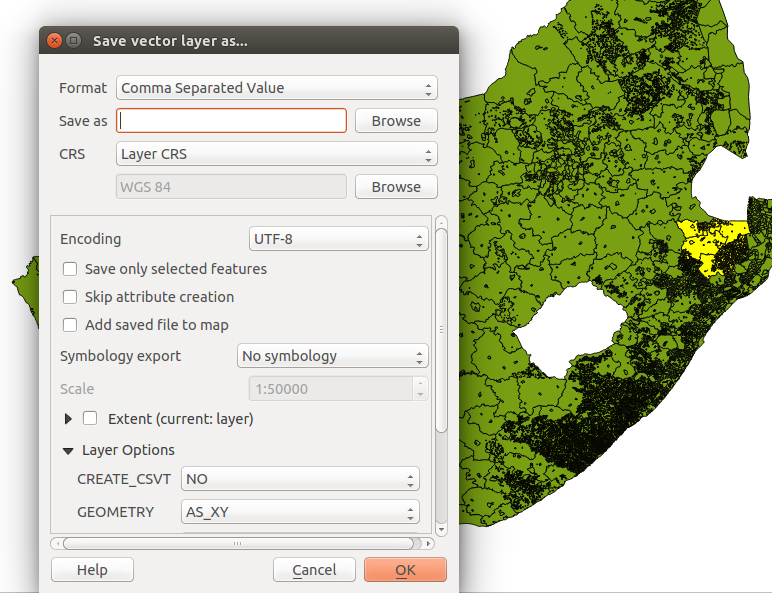 Save vector layer as...
Format Comma Separated Value
Save as Browse
CRS Layer CRS
WGS 84 Browse
Encoding UTF-8
Save only selected features
Skip attribute creation
Add saved file to map
Symbology export No symbology
Scale 1:50000
Extent (current: layer)
Layer Options
CREATE_CSVT NO
GEOMETRY AS_XY
Help Cancel OK